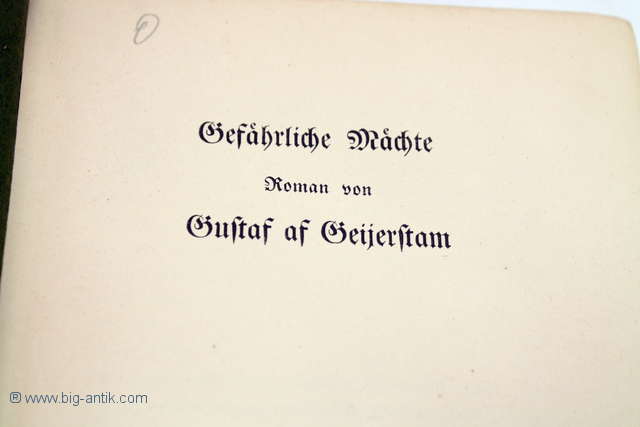 Gefährliche Mächte
Roman von
Gustaf af Geijerstam
® www.big-antik.com